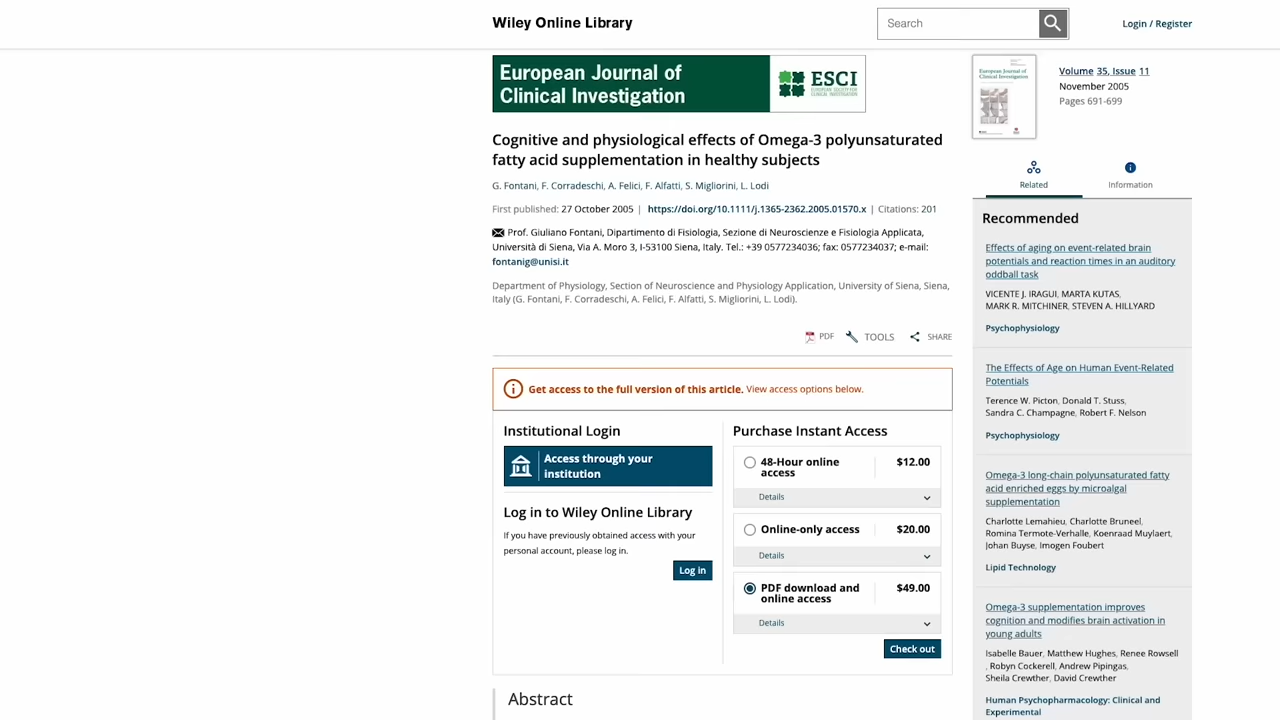 Wiley Online Library
Search
Login / Register
European Journal of
Clinical Investigation
ESCI
Cognitive and physiological effects of Omega-3 polyunsaturated
fatty acid supplementation in healthy subjects
G. Fontani, F. Corradeschi, A. Felici, F. Alfatti, S. Migliorini, L. Lodi
First published: 27 October 2005 | https://doi.org/10.1111/j.1365-2362.2005.01570.x | Citations: 201
Prof. Giuliano Fontani, Dipartimento di Fisiologia, Sezione di Neuroscienze e Fisiologia Applicata,
Università di Siena, Via A. Moro 3, I-53100 Siena, Italy. Tel.: +39 0577234036; fax: 0577234037; e-mail:
fontanig@unisi.it
Department of Physiology, Section of Neuroscience and Physiology Application, University of Siena, Siena,
Italy (G. Fontani, F. Corradeschi, A. Felici, F. Alfatti, S. Migliorini, L. Lodi).
PDF TOOLS SHARE
Get access to the full version of this article. View access options below.
Institutional Login
Access through your
institution
Log in to Wiley Online Library
If you have previously obtained access with your
personal account, please log in.
Log in
Purchase Instant Access
48-Hour online
access
$12.00
Details
Online-only access
$20.00
Details
PDF download and
online access
$49.00
Details
Check out
Abstract
European Journal of
Clinical Investigation
Volume 35, Issue 11
November 2005
Pages 691-699
Related
Information
Recommended
Effects of aging on event-related brain
potentials and reaction times in an auditory
oddball task
VICENTE J. IRAGUI, MARTA KUTAS,
MARK R. MITCHINER, STEVEN A. HILLYARD
Psychophysiology
The Effects of Age on Human Event-Related
Potentials
Terence W. Picton, Donald T. Stuss,
Sandra C. Champagne, Robert F. Nelson
Psychophysiology
Omega-3 long-chain polyunsaturated fatty
acid enriched eggs by microalgal
supplementation
Charlotte Lemahieu, Charlotte Bruneel,
Romina Termote-Verhalle, Koenraad Muylaert,
Johan Buyse, Imogen Foubert
Lipid Technology
Omega-3 supplementation improves
cognition and modifies brain activation in
young adults
Isabelle Bauer, Matthew Hughes, Renee Rowsell
, Robyn Cockerell, Andrew Pipingas,
Sheila Crewther, David Crewther
Human Psychopharmacology: Clinical and
Experimental